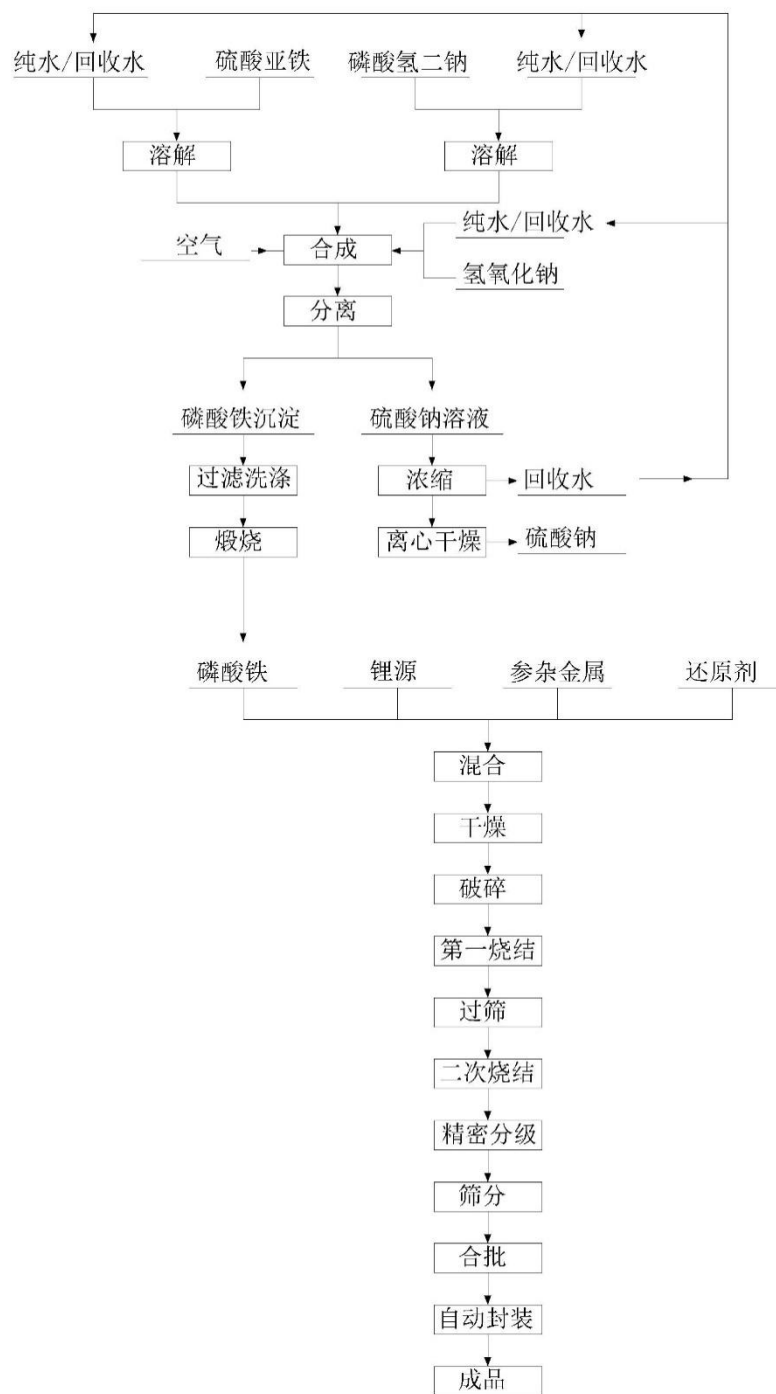 纯水/回收水 硫酸亚铁 磷酸氢二钠 纯水/回收水
溶解 溶解
纯水/回收水
空气 合成
氢氧化钠
分离
磷酸铁沉淀 硫酸钠溶液
过滤洗涤 浓缩 回收水
煅烧 离心干燥 硫酸钠
磷酸铁 锂源 参杂金属 还原剂
混合
干燥
破碎
第一烧结
过筛
二次烧结
精密分级
筛分
合批
自动封装
成品